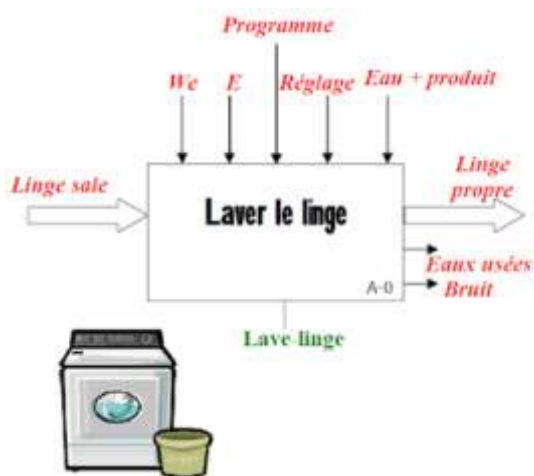 Programme
We E Réglage Eau + produit
Linge sale
Linge
propre
Laver le linge
Eaux usées
A-0 Bruit
Lave-linge